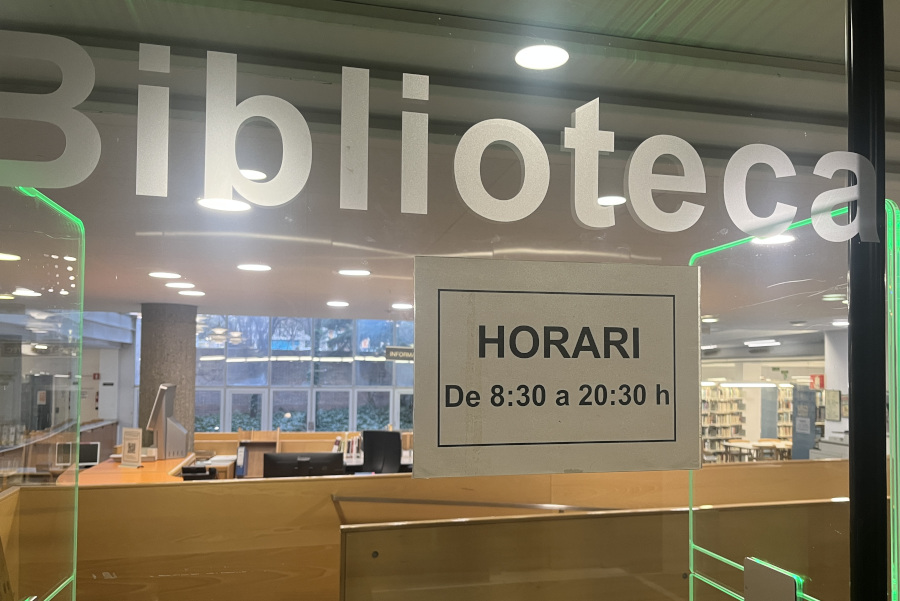 Biblioteca
HORARI
De 8:30 a 20:30 h